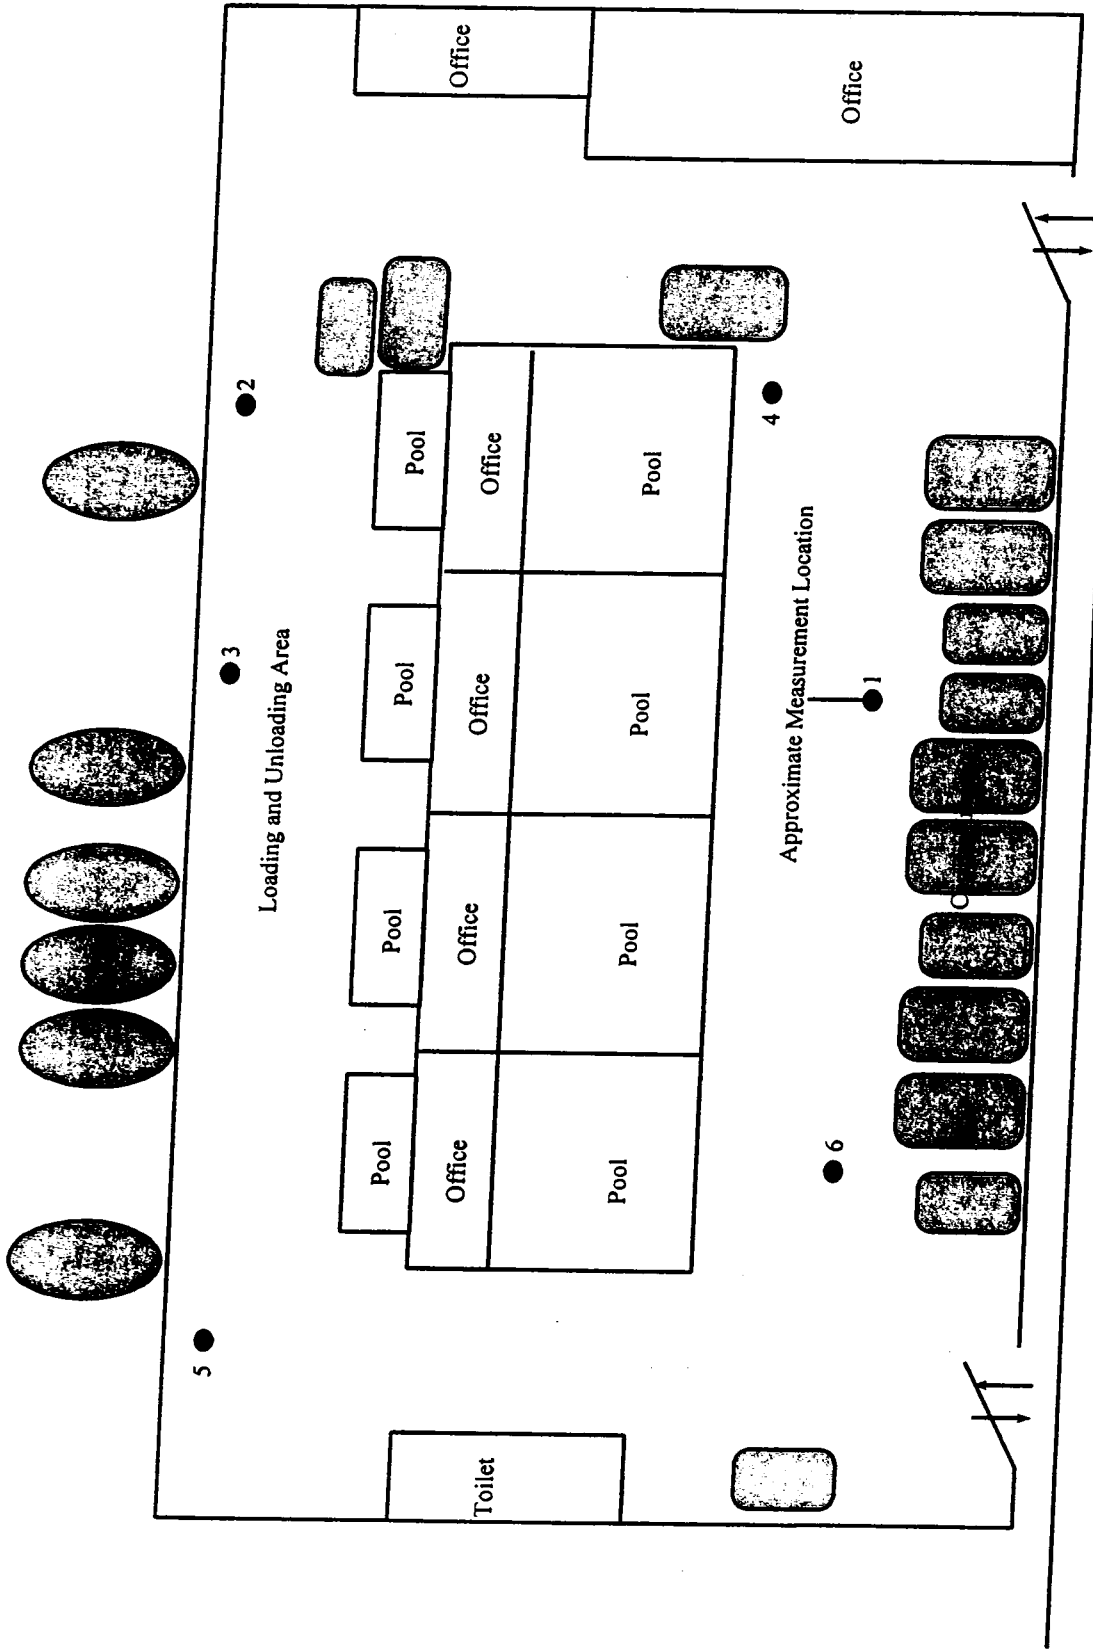 5
3
2
Loading and Unloading Area
Pool
Pool
Pool
Pool
Office
Office
Office
Office
Office
Toilet
Pool
Pool
Pool
Pool
4
Approximate Measurement Location
6
1
Office